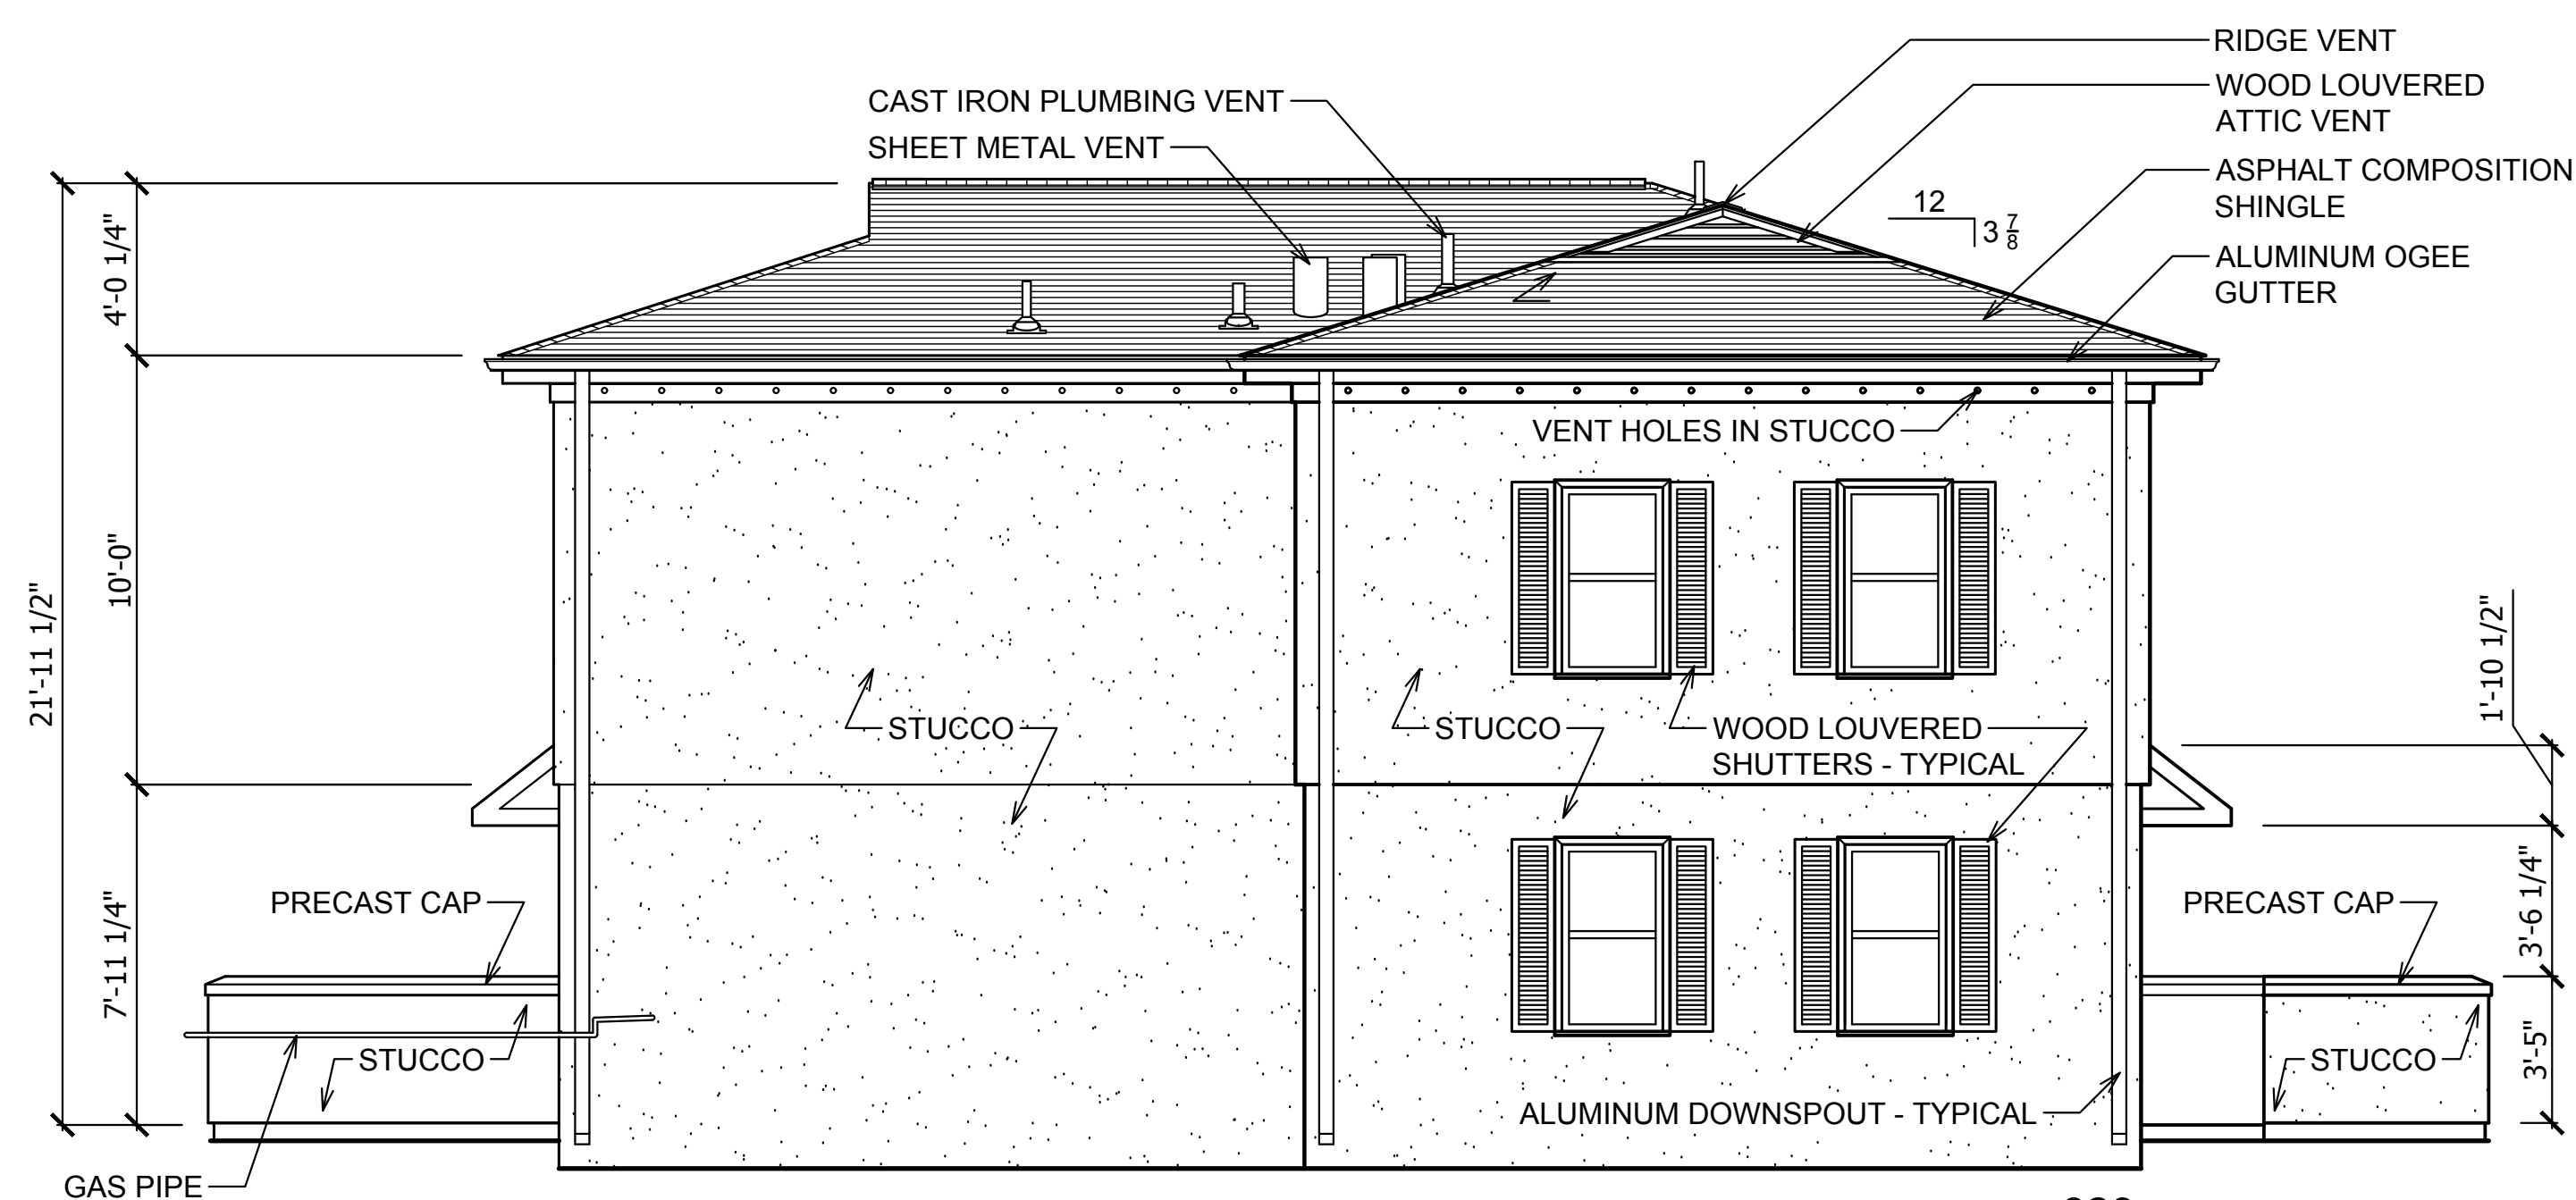 RIDGE VENT
WOOD LOUVERED
ATTIC VENT
CAST IRON PLUMBING VENT
SHEET METAL VENT
ASPHALT COMPOSITION
SHINGLE
12
3 7/8
ALUMINUM OGEE
GUTTER
4'-0 1/4"
VENT HOLES IN STUCCO
10'-0"
21'-11 1/2"
1'-10 1/2"
STUCCO
STUCCO
WOOD LOUVERED
SHUTTERS - TYPICAL
PRECAST CAP
PRECAST CAP
7'-11 1/4"
3'-6 1/4"
STUCCO
STUCCO
3'-5"
ALUMINUM DOWNSPOUT - TYPICAL
GAS PIPE